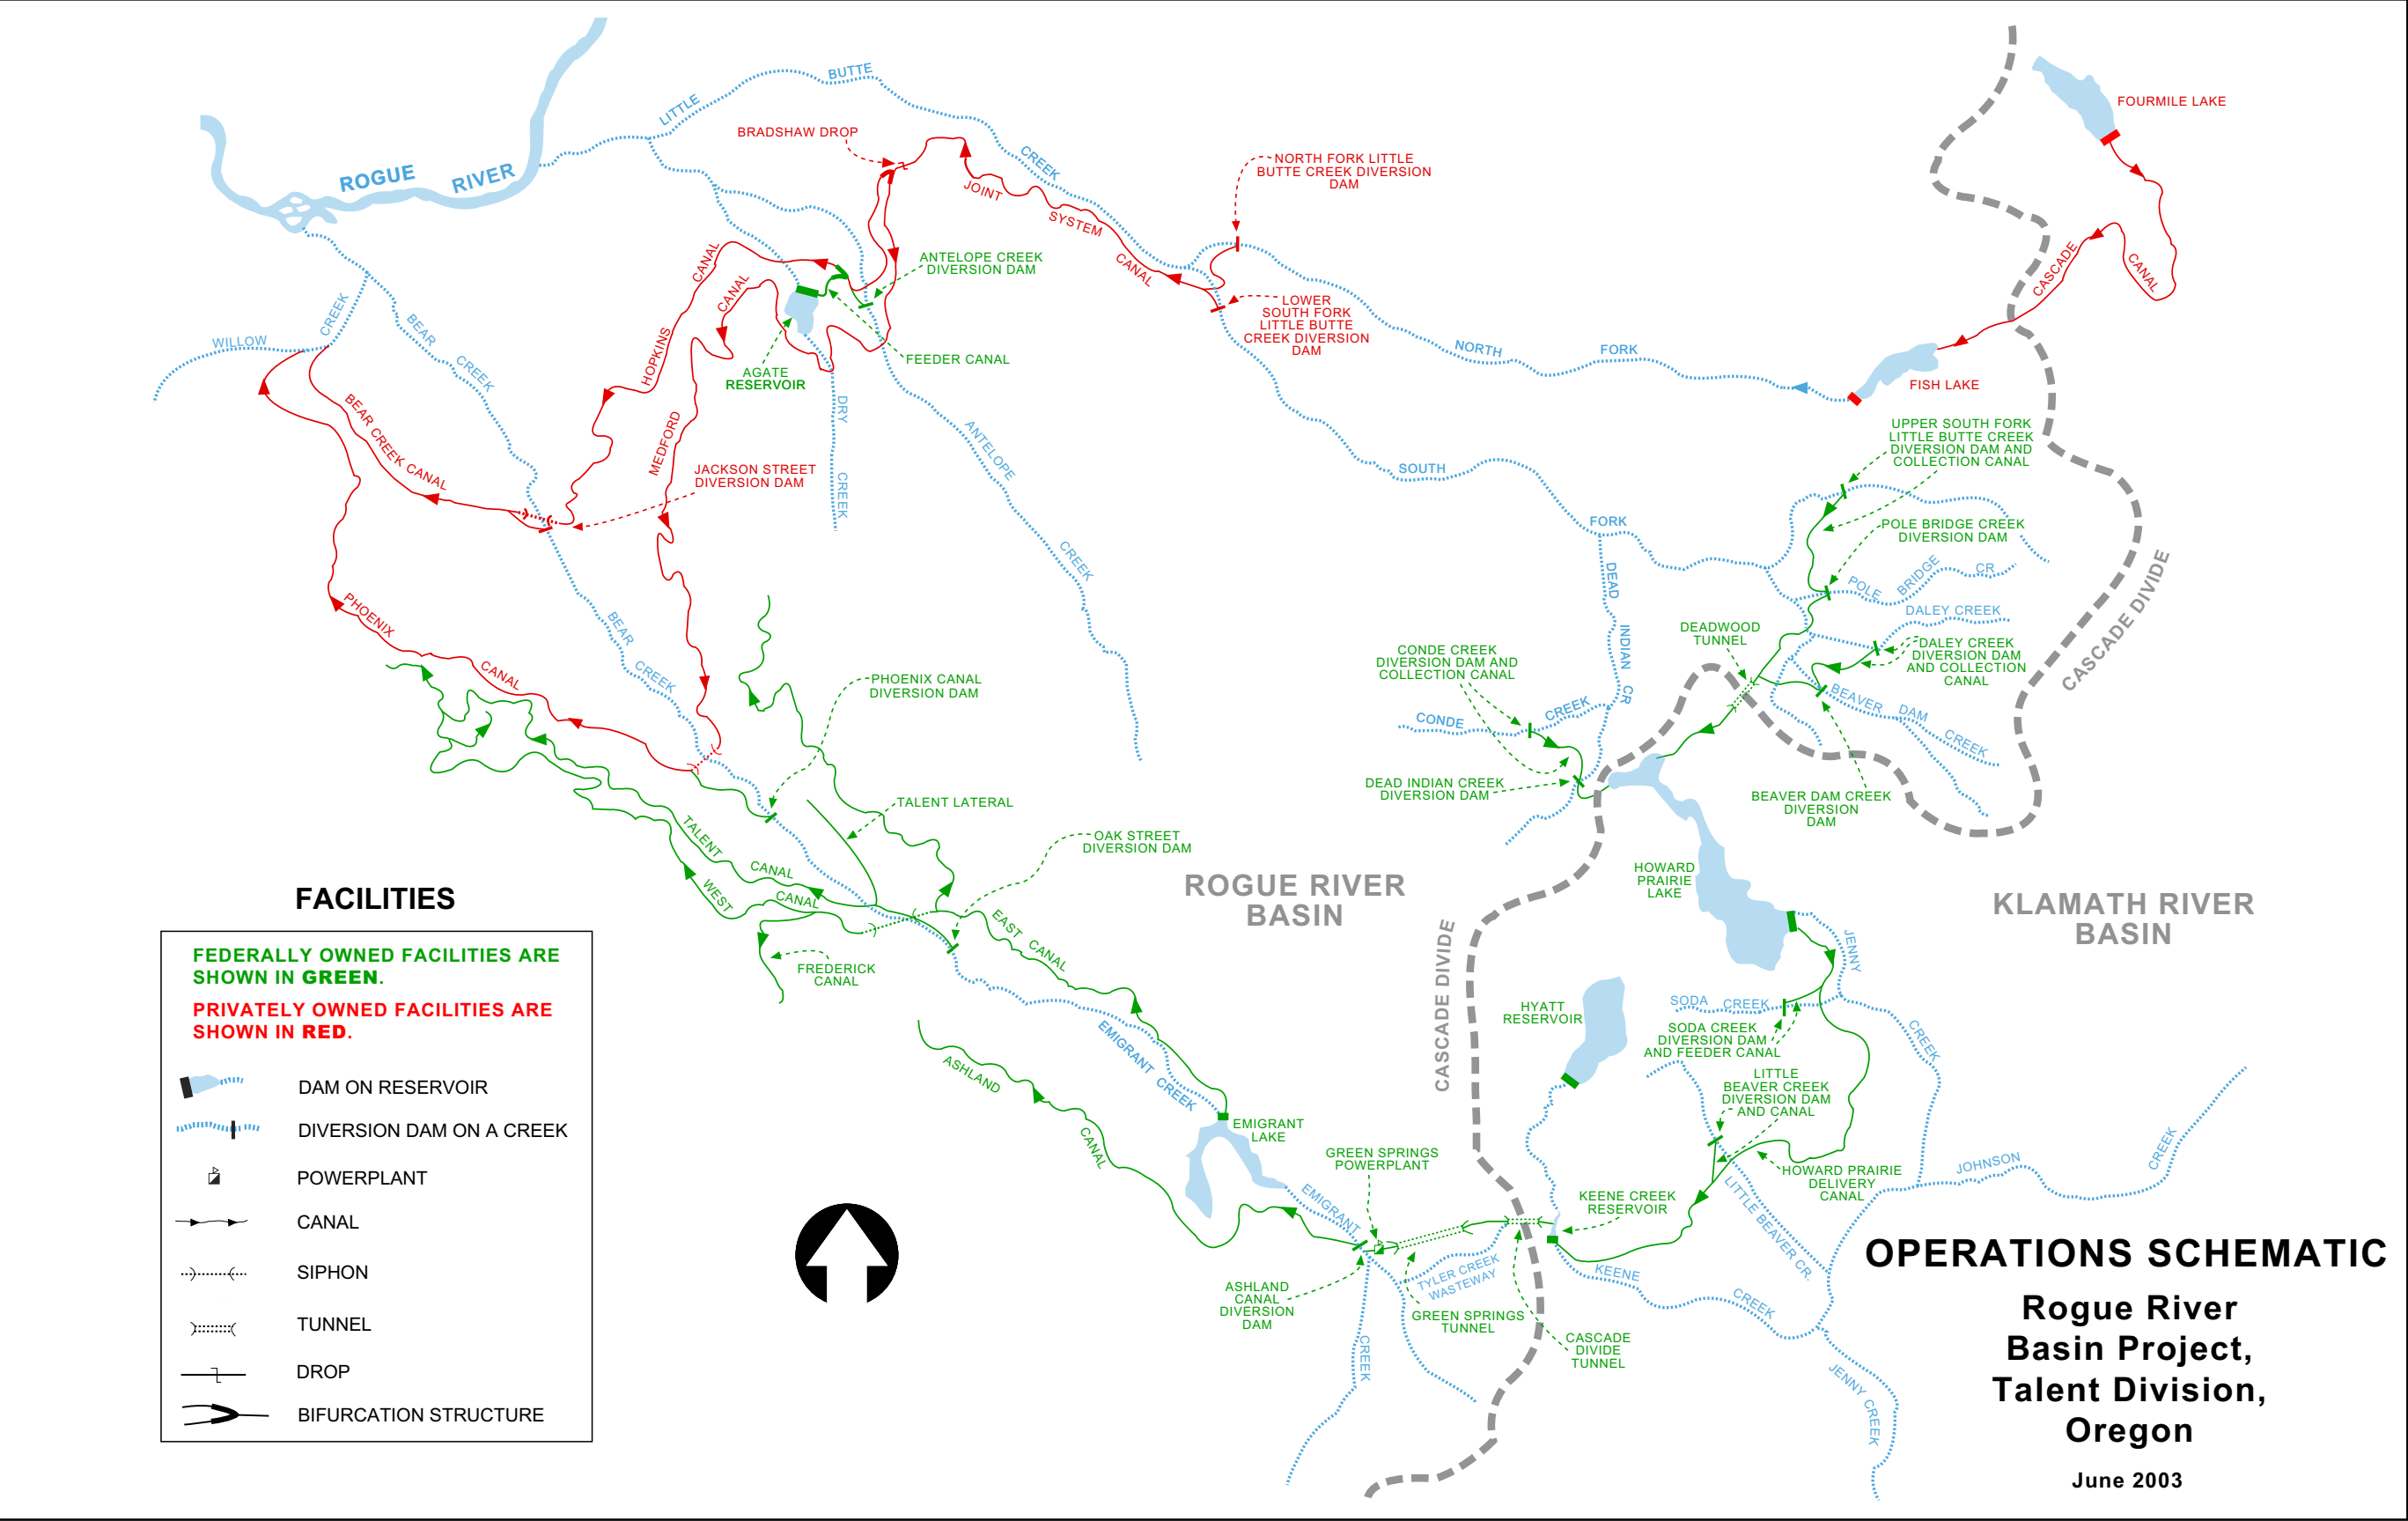 FOURMILE LAKE
BUTTE
LITTLE
CREEK
BRADSHAW DROP
NORTH FORK LITTLE
BUTTE CREEK DIVERSION
DAM
ROGUE
RIVER
JOINT
SYSTEM
CANAL
CASCADE
CANAL
ANTELOPE CREEK
DIVERSION DAM
CANAL
CANAL
HOPKINS
LOWER
SOUTH FORK
LITTLE BUTTE
CREEK DIVERSION
DAM
CREEK
WILLOW
BEAR
CREEK
FEEDER CANAL
AGATE
RESERVOIR
NORTH
FORK
FISH LAKE
BEAR CREEK CANAL
MEDFORD
DRY
CREEK
ANTELOPE
CREEK
JACKSON STREET
DIVERSION DAM
SOUTH
FORK
UPPER SOUTH FORK
LITTLE BUTTE CREEK
DIVERSION DAM AND
COLLECTION CANAL
POLE BRIDGE CREEK
DIVERSION DAM
POLE
BRIDGE
CR
DALEY CREEK
DEAD
INDIAN
CR
CASCADE DIVIDE
PHOENIX
CANAL
BEAR
CREEK
DEADWOOD
TUNNEL
DALEY CREEK
DIVERSION DAM
AND COLLECTION
CANAL
CONDE CREEK
DIVERSION DAM AND
COLLECTION CANAL
PHOENIX CANAL
DIVERSION DAM
CONDE
CREEK
BEAVER
DAM
CREEK
DEAD INDIAN CREEK
DIVERSION DAM
BEAVER DAM CREEK
DIVERSION
DAM
TALENT LATERAL
TALENT
CANAL
OAK STREET
DIVERSION DAM
WEST
CANAL
ROGUE RIVER
BASIN
HOWARD
PRAIRIE
LAKE
KLAMATH RIVER
BASIN
CASCADE DIVIDE
EAST
CANAL
FREDERICK
CANAL
JENNY
CREEK
HYATT
RESERVOIR
SODA
CREEK
SODA CREEK
DIVERSION DAM
AND FEEDER CANAL
EMIGRANT
CREEK
ASHLAND
CANAL
LITTLE
BEAVER CREEK
DIVERSION DAM
AND CANAL
EMIGRANT
LAKE
GREEN SPRINGS
POWERPLANT
HOWARD PRAIRIE
DELIVERY
CANAL
JOHNSON
CREEK
EMIGRANT
CREEK
KEENE CREEK
RESERVOIR
LITTLE BEAVER CR.
TYLER CREEK
WASTEWAY
KEENE
CREEK
ASHLAND
CANAL
DIVERSION
DAM
GREEN SPRINGS
TUNNEL
CASCADE
DIVIDE
TUNNEL
JENNY CREEK
FACILITIES
FEDERALLY OWNED FACILITIES ARE
SHOWN IN GREEN.
PRIVATELY OWNED FACILITIES ARE
SHOWN IN RED.
DAM ON RESERVOIR
DIVERSION DAM ON A CREEK
POWERPLANT
CANAL
SIPHON
TUNNEL
DROP
BIFURCATION STRUCTURE
OPERATIONS SCHEMATIC
Rogue River
Basin Project,
Talent Division,
Oregon
June 2003